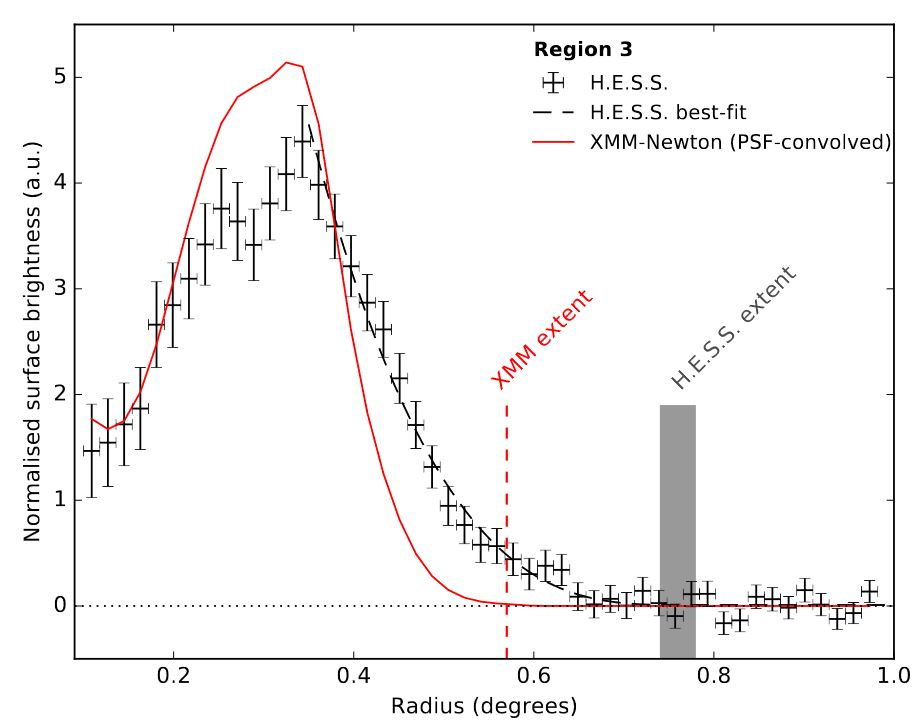 Region 3
H.E.S.S.
H.E.S.S. best-fit
XMM-Newton (PSF-convolved)
Normalised surface brightness (a.u.)
5
4
3
2
1
0
XMM extent
H.E.S.S. extent
0.2 0.4 0.6 0.8 1.0
Radius (degrees)